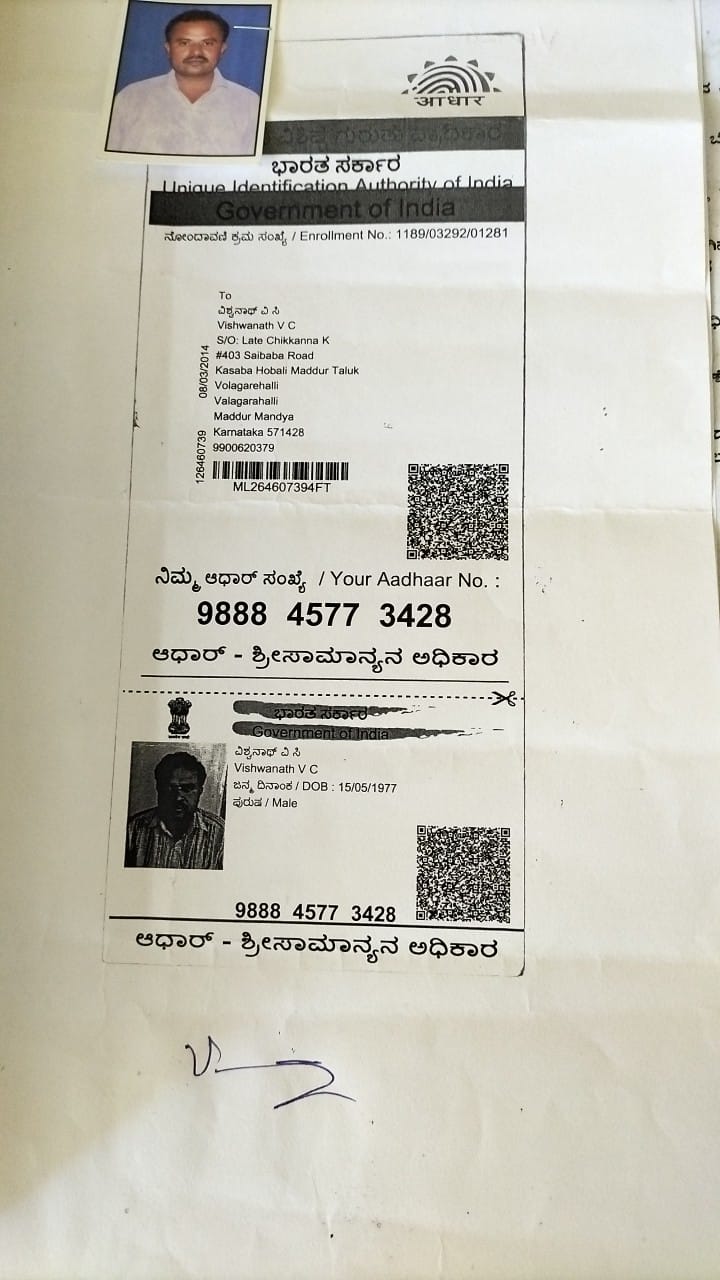 आधार
ಭಾರತ ಸರ್ಕಾರ
Unique Identification Authority of India
Government of India
ನೋಂದಾವಣಿ ಕ್ರಮ ಸಂಖ್ಯೆ / Enrollment No.: 1189/03292/01281
To
ವಿಶ್ವನಾಥ್ ವಿ ಸಿ
Vishwanath V C
S/O: Late Chikkanna K
#403 Saibaba Road
Kasaba Hobali Maddur Taluk
Volagarehalli
Valagarahalli
Maddur Mandya
Karnataka 571428
9900620379
08/03/2014
126460739
ML264607394FT
ನಿಮ್ಮ ಆಧಾರ್ ಸಂಖ್ಯೆ / Your Aadhaar No. :
9888 4577 3428
ಆಧಾರ್ - ಶ್ರೀಸಾಮಾನ್ಯನ ಅಧಿಕಾರ
ಭಾರತ ಸರ್ಕಾರ
Government of India
ವಿಶ್ವನಾಥ್ ವಿ ಸಿ
Vishwanath V C
ಜನ್ಮ ದಿನಾಂಕ / DOB : 15/05/1977
ಪುರುಷ / Male
9888 4577 3428
ಆಧಾರ್ - ಶ್ರೀಸಾಮಾನ್ಯನ ಅಧಿಕಾರ